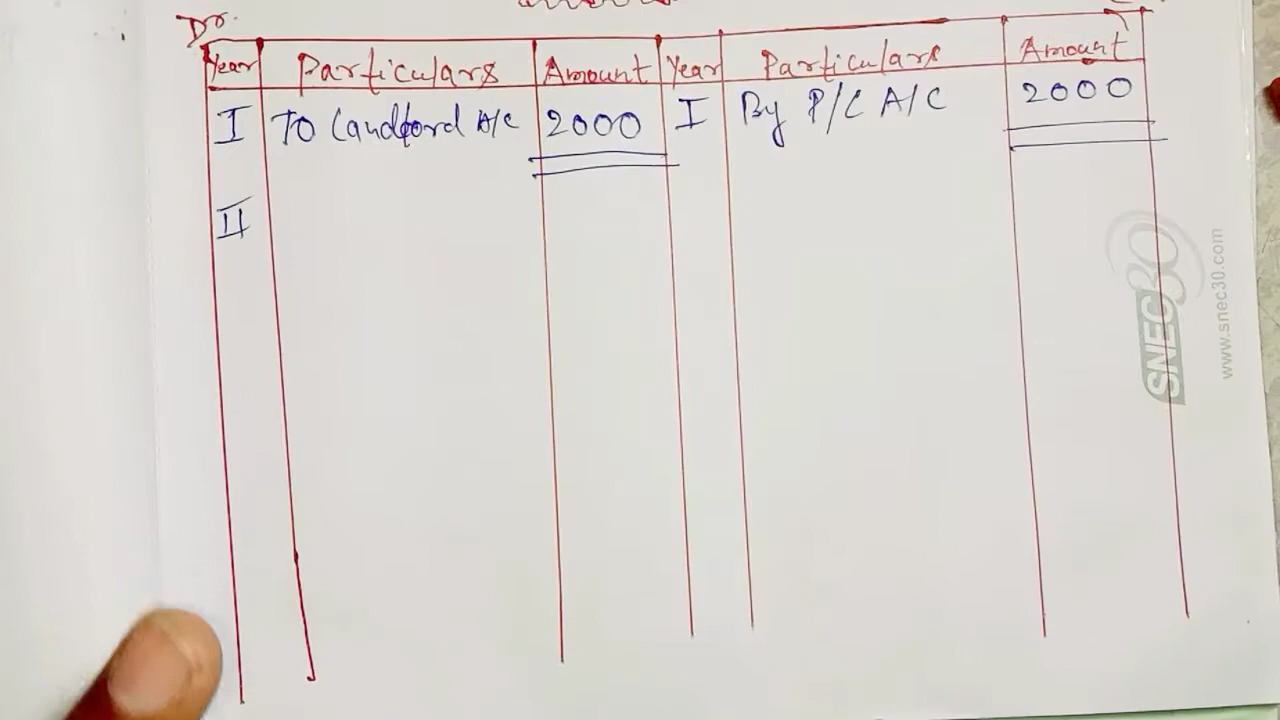 Dr.
Year Particulars Amount Year Particulars Amount
I To Landlord A/c 2000 I By P/C A/C 2000
II
SNEC30
www.snec30.com